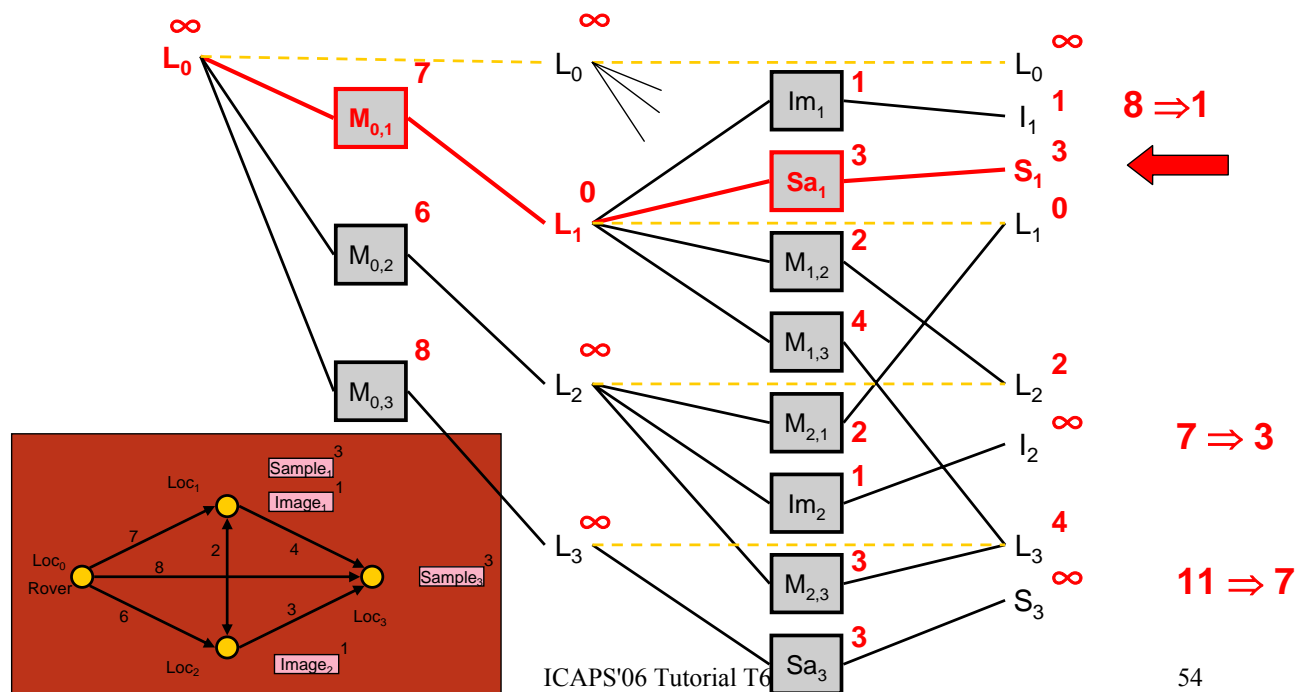 ∞ ∞ ∞
L₀ L₀ L₀
7 1 1
M₀,₁ Im₁ I₁ 8 ⇒1
3 3
Sa₁ S₁
0 0
L₁ L₁
6 2
M₀,₂ M₁,₂
8 4
M₀,₃ M₁,₃
∞ 2
L₂ L₂
M₂,₁ 2
∞
I₂ 7 ⇒ 3
1
Im₂
∞ 4
L₃ L₃
3
M₂,₃
∞
S₃ 11 ⇒ 7
3
Sa₃
Sample₁ 3
Loc₁
Image₁ 1
7
2
4
Loc₀
8
Sample₃ 3
Rover
6
3
Loc₃
Loc₂
Image₂ 1
ICAPS'06 Tutorial T6 54